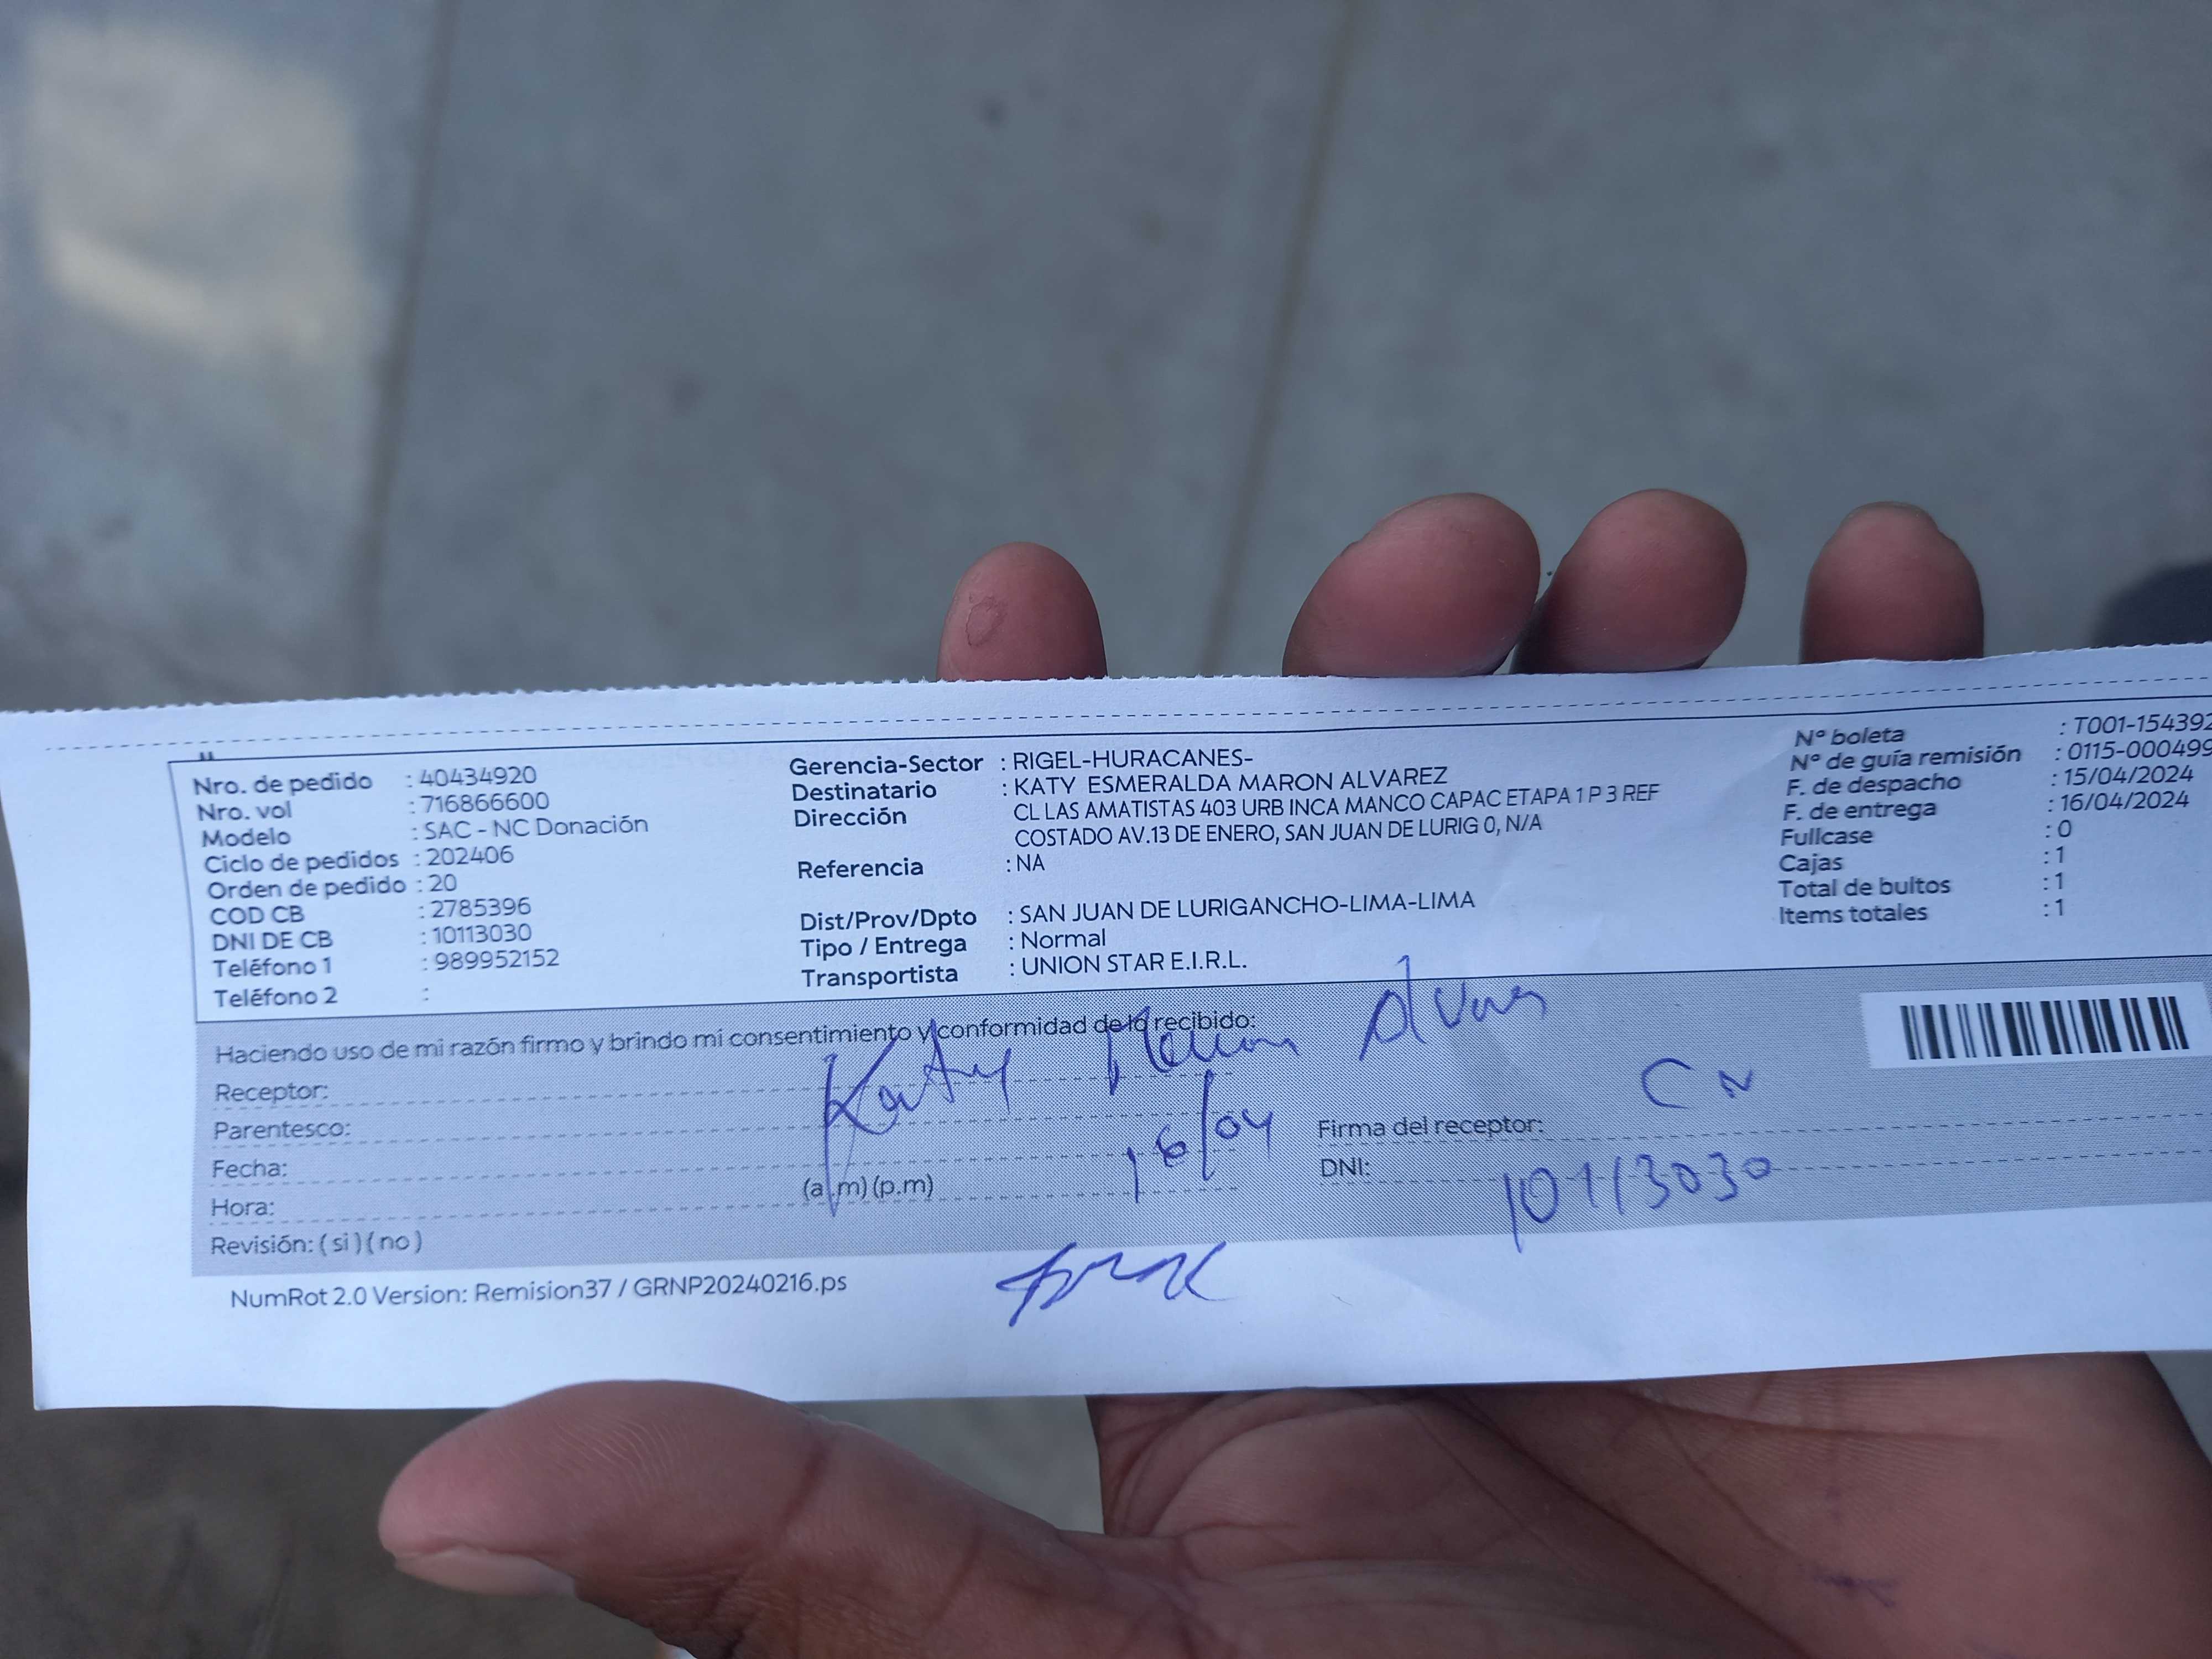 Nro. de pedido : 40434920
Nro. vol : 716866600
Modelo : SAC - NC Donación
Ciclo de pedidos : 202406
Orden de pedido : 20
COD CB : 2785396
DNI DE CB : 10113030
Teléfono 1 : 989952152
Teléfono 2 :
Gerencia-Sector : RIGEL-HURACANES-
Destinatario : KATY ESMERALDA MARON ALVAREZ
Dirección CL LAS AMATISTAS 403 URB INCA MANCO CAPAC ETAPA 1 P 3 REF
COSTADO AV.13 DE ENERO, SAN JUAN DE LURIG 0, N/A
Referencia : NA
Dist/Prov/Dpto : SAN JUAN DE LURIGANCHO-LIMA-LIMA
Tipo / Entrega : Normal
Transportista : UNION STAR E.I.R.L.
N° boleta : T001-154392
N° de guía remisión : 0115-000499
F. de despacho : 15/04/2024
F. de entrega : 16/04/2024
Fullcase : 0
Cajas : 1
Total de bultos : 1
Items totales : 1
Haciendo uso de mi razón firmo y brindo mi consentimiento y conformidad de lo recibido:
Receptor: Katy
Parentesco:
Fecha: 16/04
Hora: (a.m) (p.m)
Revisión: ( si ) ( no )
CN
Firma del receptor:
DNI: 10113030
NumRot 2.0 Version: Remision37 / GRNP20240216.ps